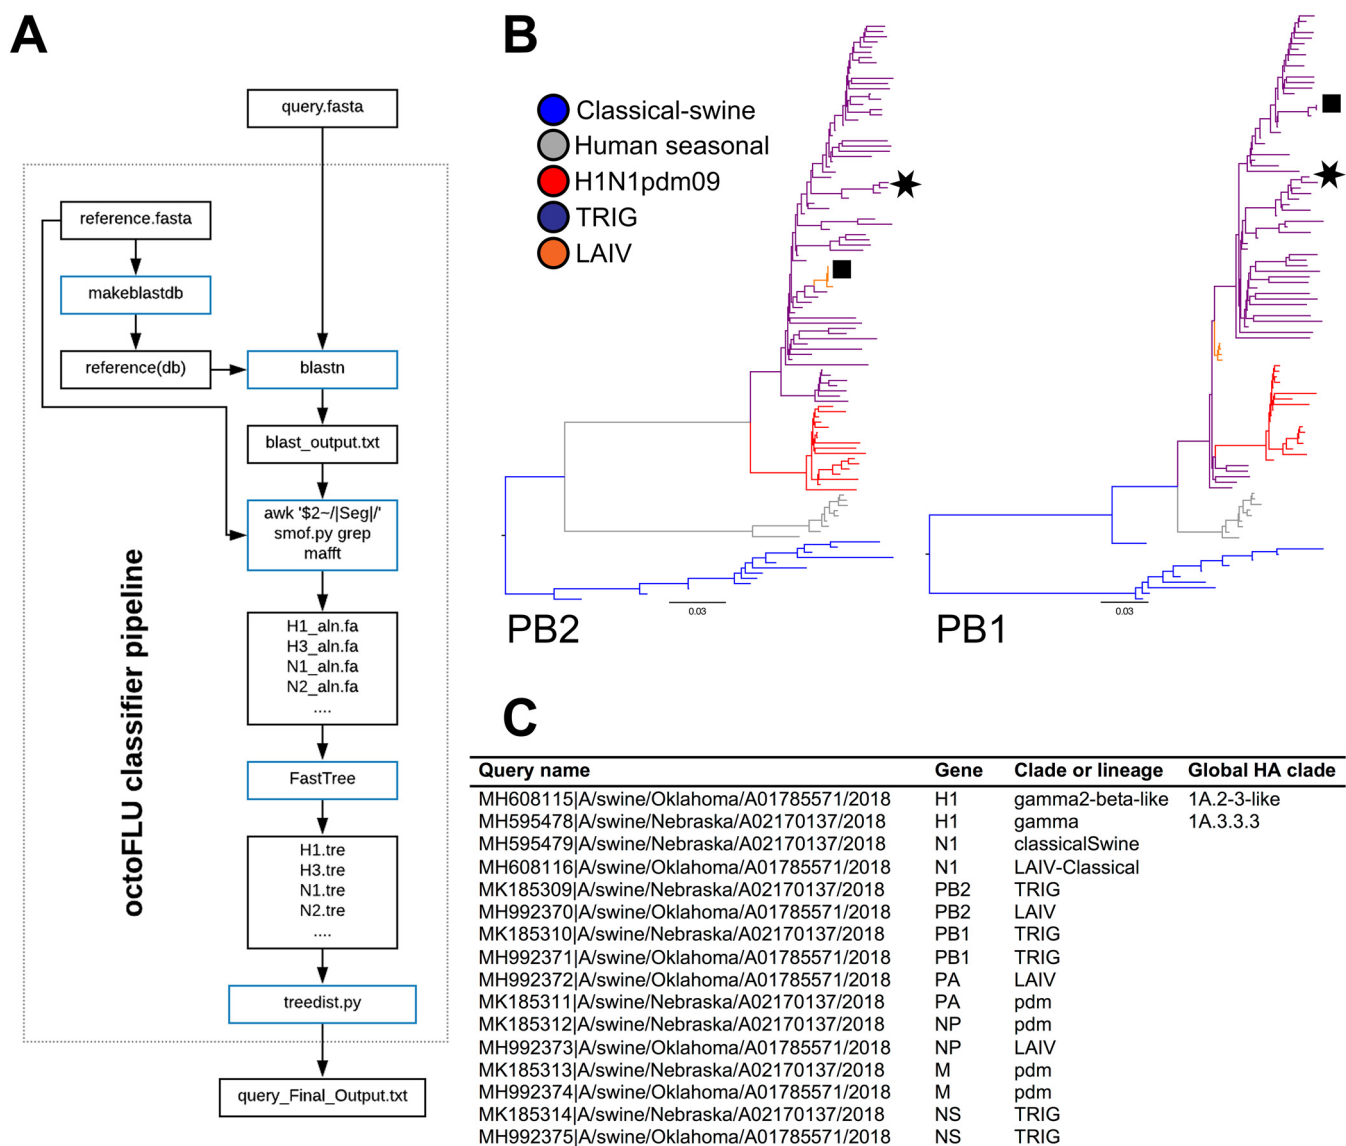 A
query.fasta
reference.fasta
makeblastdb
reference(db)
blastn
blast_output.txt
awk '$2~/|Seg|/'
smof.py grep
mafft
H1_aln.fa
H3_aln.fa
N1_aln.fa
N2_aln.fa
....
FastTree
H1.tre
H3.tre
N1.tre
N2.tre
....
treedist.py
query_Final_Output.txt
octoFLU classifier pipeline
B
Classical-swine
Human seasonal
H1N1pdm09
TRIG
LAIV
0.03
PB2
0.03
PB1
C
Query name Gene Clade or lineage Global HA clade
MH608115|A/swine/Oklahoma/A01785571/2018 H1 gamma2-beta-like 1A.2-3-like
MH595478|A/swine/Nebraska/A02170137/2018 H1 gamma 1A.3.3.3
MH595479|A/swine/Nebraska/A02170137/2018 N1 classicalSwine
MH608116|A/swine/Oklahoma/A01785571/2018 N1 LAIV-Classical
MK185309|A/swine/Nebraska/A02170137/2018 PB2 TRIG
MH992370|A/swine/Oklahoma/A01785571/2018 PB2 LAIV
MK185310|A/swine/Nebraska/A02170137/2018 PB1 TRIG
MH992371|A/swine/Oklahoma/A01785571/2018 PB1 TRIG
MH992372|A/swine/Oklahoma/A01785571/2018 PA LAIV
MK185311|A/swine/Nebraska/A02170137/2018 PA pdm
MK185312|A/swine/Nebraska/A02170137/2018 NP pdm
MH992373|A/swine/Oklahoma/A01785571/2018 NP LAIV
MK185313|A/swine/Nebraska/A02170137/2018 M pdm
MH992374|A/swine/Oklahoma/A01785571/2018 M pdm
MK185314|A/swine/Nebraska/A02170137/2018 NS TRIG
MH992375|A/swine/Oklahoma/A01785571/2018 NS TRIG